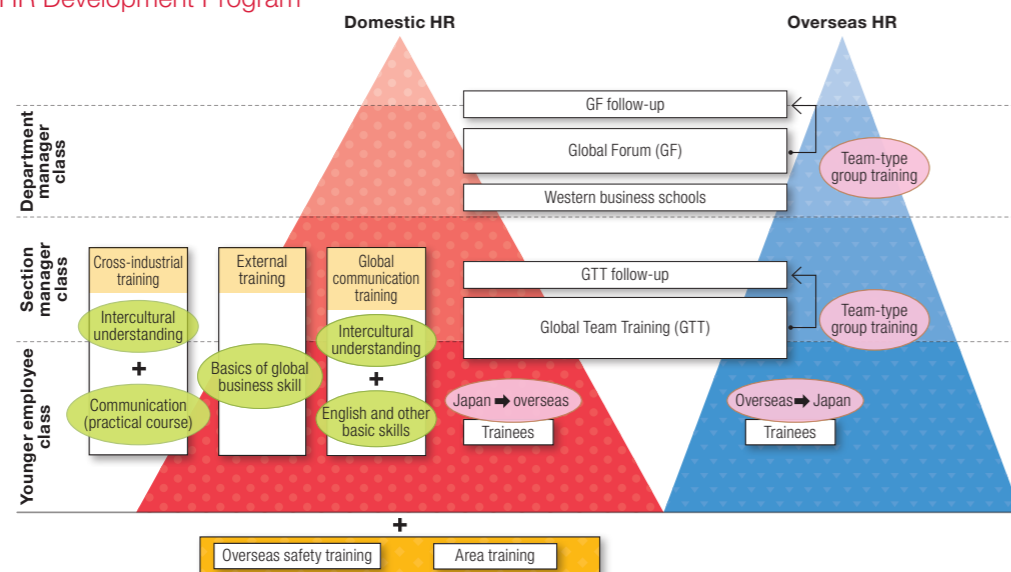 HR Development Program
Domestic HR
Overseas HR
Department
manager
class
GF follow-up
Global Forum (GF)
Western business schools
Team-type
group training
Section
manager
class
Cross-industrial
training
Intercultural
understanding
+
Communication
(practical course)
External
training
Basics of global
business skill
Global
communication
training
Intercultural
understanding
+
English and other
basic skills
GTT follow-up
Global Team Training (GTT)
Team-type
group training
Younger employee
class
Japan ➡ overseas
Trainees
Overseas ➡ Japan
Trainees
+
Overseas safety training
Area training